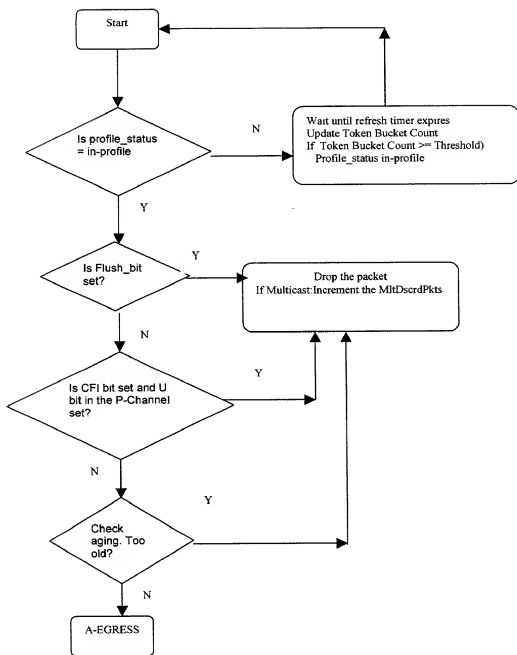 Start
Is profile_status
= in-profile
N
Wait until refresh timer expires
Update Token Bucket Count
If Token Bucket Count >= Threshold)
Profile_status in-profile
Y
Is Flush_bit
set?
Y
Drop the packet
If Multicast:Increment the MltDscrdPkts
N
Is CFI bit set and U
bit in the P-Channel
set?
Y
N
Check
aging. Too
old?
Y
N
A-EGRESS